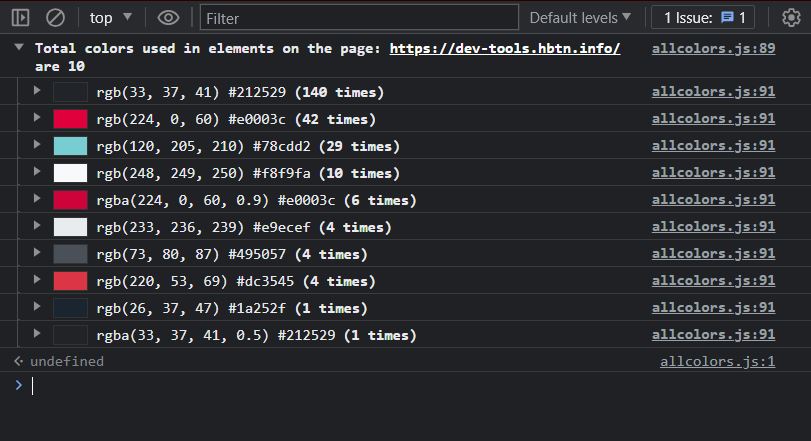 top
Filter
Default levels
1 Issue: 1
Total colors used in elements on the page: https://dev-tools.hbtn.info/ allcolors.js:89
are 10
rgb(33, 37, 41) #212529 (140 times) allcolors.js:91
rgb(224, 0, 60) #e0003c (42 times) allcolors.js:91
rgb(120, 205, 210) #78cdd2 (29 times) allcolors.js:91
rgb(248, 249, 250) #f8f9fa (10 times) allcolors.js:91
rgba(224, 0, 60, 0.9) #e0003c (6 times) allcolors.js:91
rgb(233, 236, 239) #e9ecef (4 times) allcolors.js:91
rgb(73, 80, 87) #495057 (4 times) allcolors.js:91
rgb(220, 53, 69) #dc3545 (4 times) allcolors.js:91
rgb(26, 37, 47) #1a252f (1 times) allcolors.js:91
rgba(33, 37, 41, 0.5) #212529 (1 times) allcolors.js:91
undefined allcolors.js:1